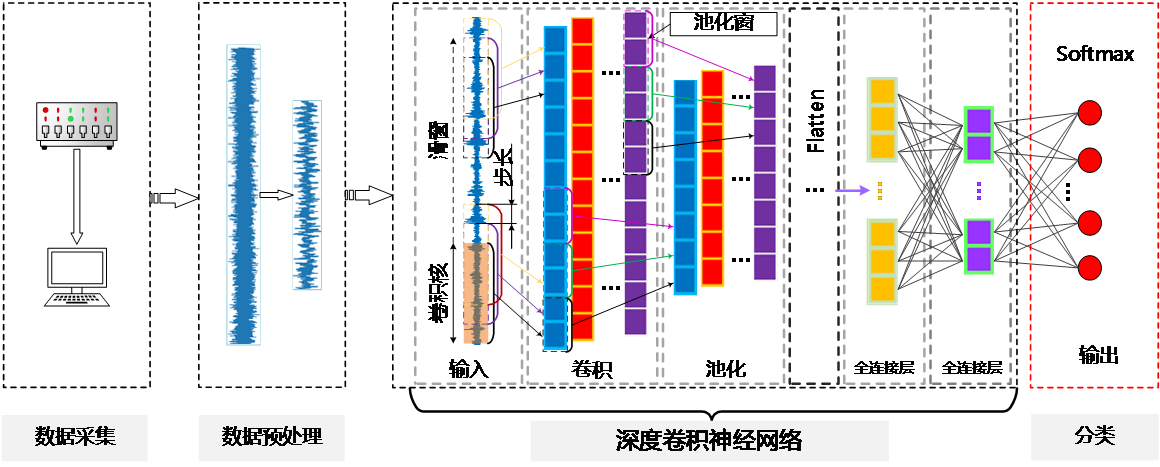 池化窗
Softmax
滑窗
步长
Flatten
卷积核
输入
卷积
池化
全连接层
全连接层
输出
数据采集
数据预处理
深度卷积神经网络
分类